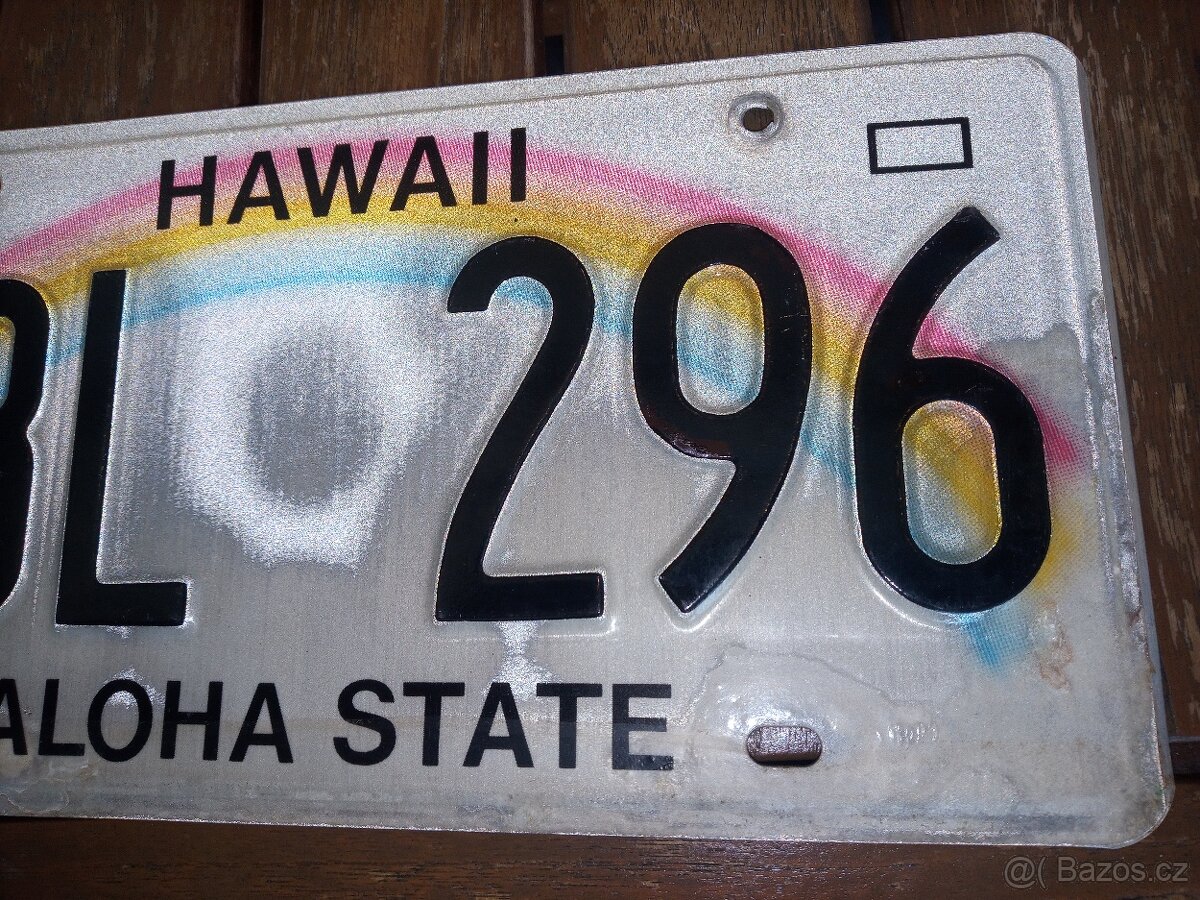 HAWAII
BL 296
ALOHA STATE
@( Bazos.cz